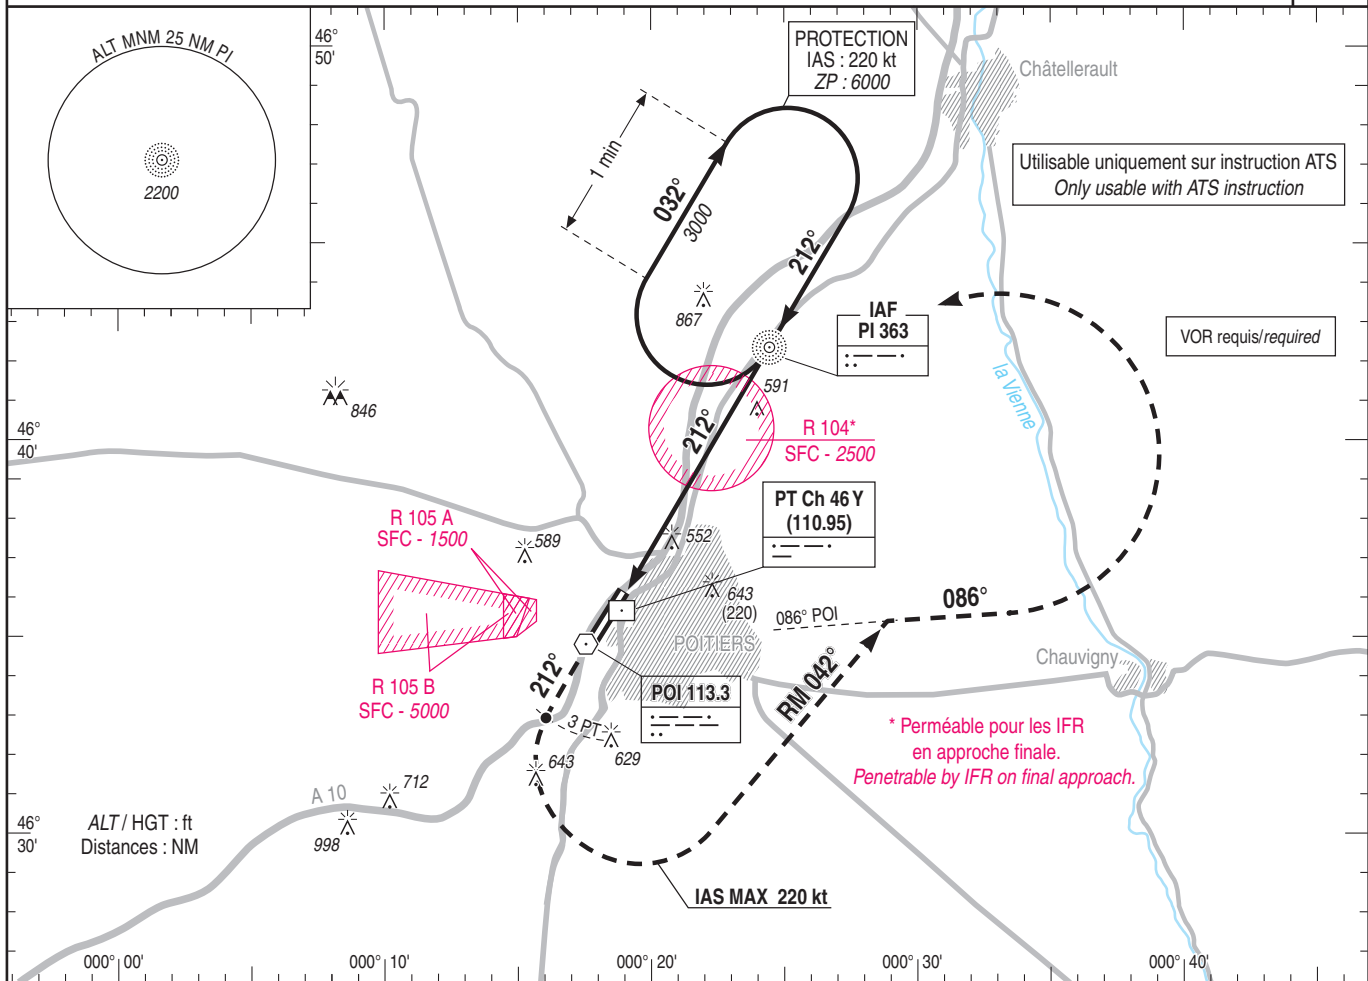 ALT MNM 25 NM PI
2200
46°
50'
PROTECTION
IAS : 220 kt
ZP : 6000
Châtellerault
Utilisable uniquement sur instruction ATS
Only usable with ATS instruction
1 min
032°
3000
212°
867
IAF
PI 363
VOR requis/required
la Vienne
591
846
212°
R 104*
SFC - 2500
46°
40'
PT Ch 46 Y
(110.95)
R 105 A
SFC - 1500
589
552
643
(220)
086° POI
086°
POITIERS
Chauvigny
212°
R 105 B
SFC - 5000
POI 113.3
RM 042°
3 PT
629
643
* Perméable pour les IFR
en approche finale.
Penetrable by IFR on final approach.
712
A 10
998
ALT / HGT : ft
Distances : NM
46°
30'
IAS MAX 220 kt
000° 00'
000° 10'
000° 20'
000° 30'
000° 40'